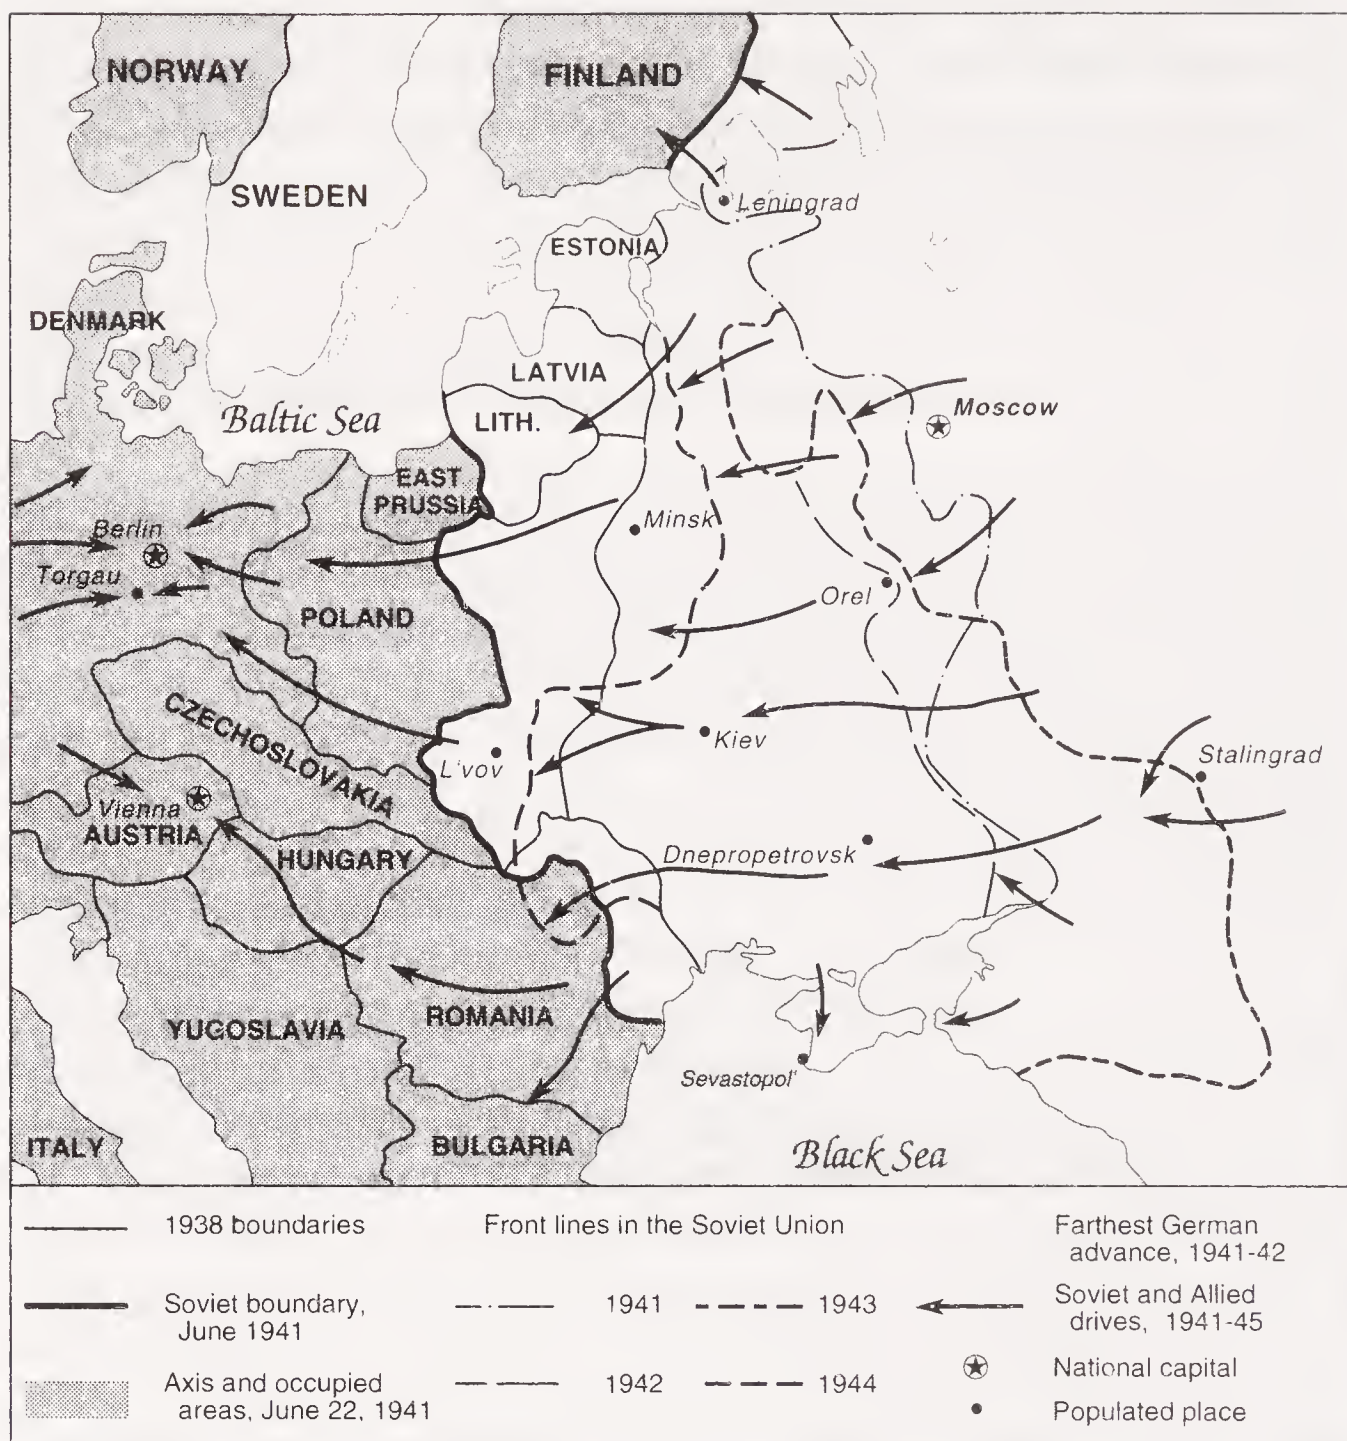 NORWAY
FINLAND
SWEDEN
Leningrad
ESTONIA
DENMARK
LATVIA
Baltic Sea
LITH.
Moscow
EAST
PRUSSIA
Berlin
Minsk
Torgau
Orel
POLAND
CZECHOSLOVAKIA
Kiev
L'vov
Stalingrad
Vienna
AUSTRIA
HUNGARY
Dnepropetrovsk
YUGOSLAVIA
ROMANIA
Sevastopol'
ITALY
BULGARIA
Black Sea
1938 boundaries
Soviet boundary,
June 1941
Axis and occupied
areas, June 22, 1941
Front lines in the Soviet Union
1941
1943
1942
1944
Farthest German
advance, 1941-42
Soviet and Allied
drives, 1941-45
National capital
Populated place